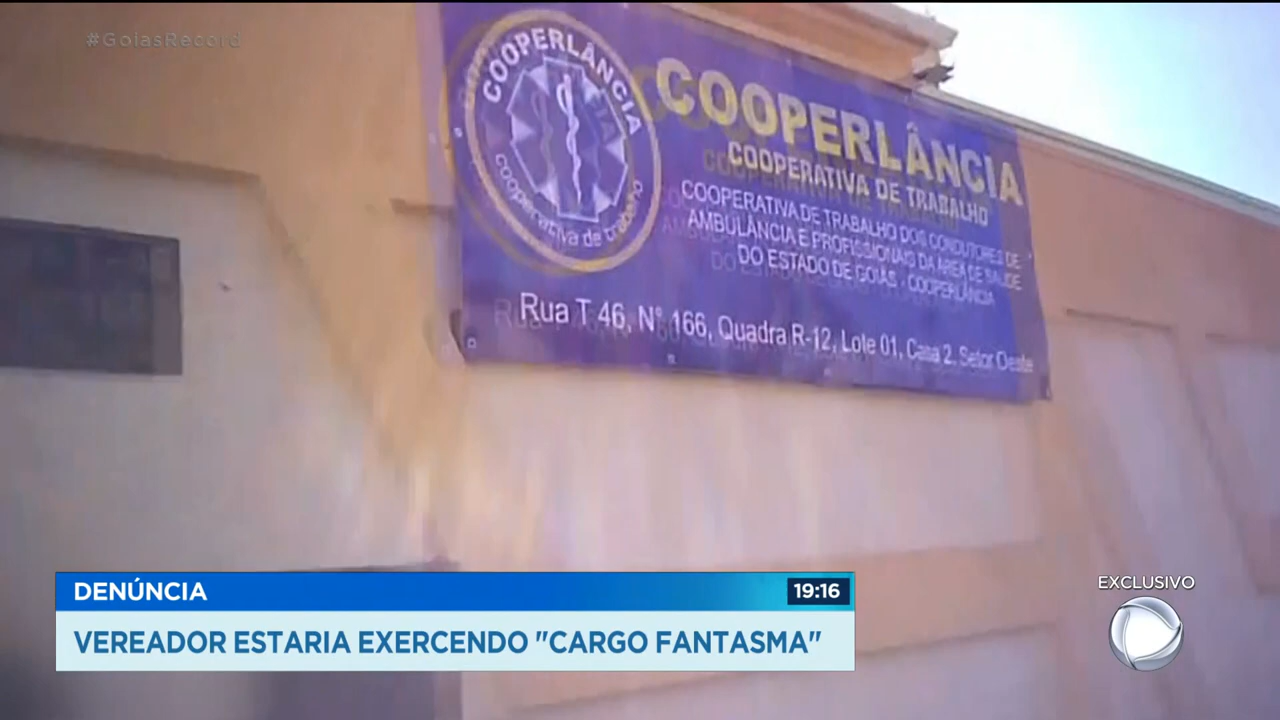 #GoiasRecord
COOPERLÂNCIA
cooperativa de trabalho
COOPERLÂNCIA
COOPERATIVA DE TRABALHO
COOPERATIVA DE TRABALHO DOS CONDUTORES DE
AMBULÂNCIA E PROFISSIONAIS DA ÁREA DE SAÚDE
DO ESTADO DE GOIÁS - COOPERLÂNCIA
Rua T 46, N° 166, Quadra R-12, Lote 01, Casa 2, Setor Oeste
DENÚNCIA
19:16
VEREADOR ESTARIA EXERCENDO "CARGO FANTASMA"
EXCLUSIVO